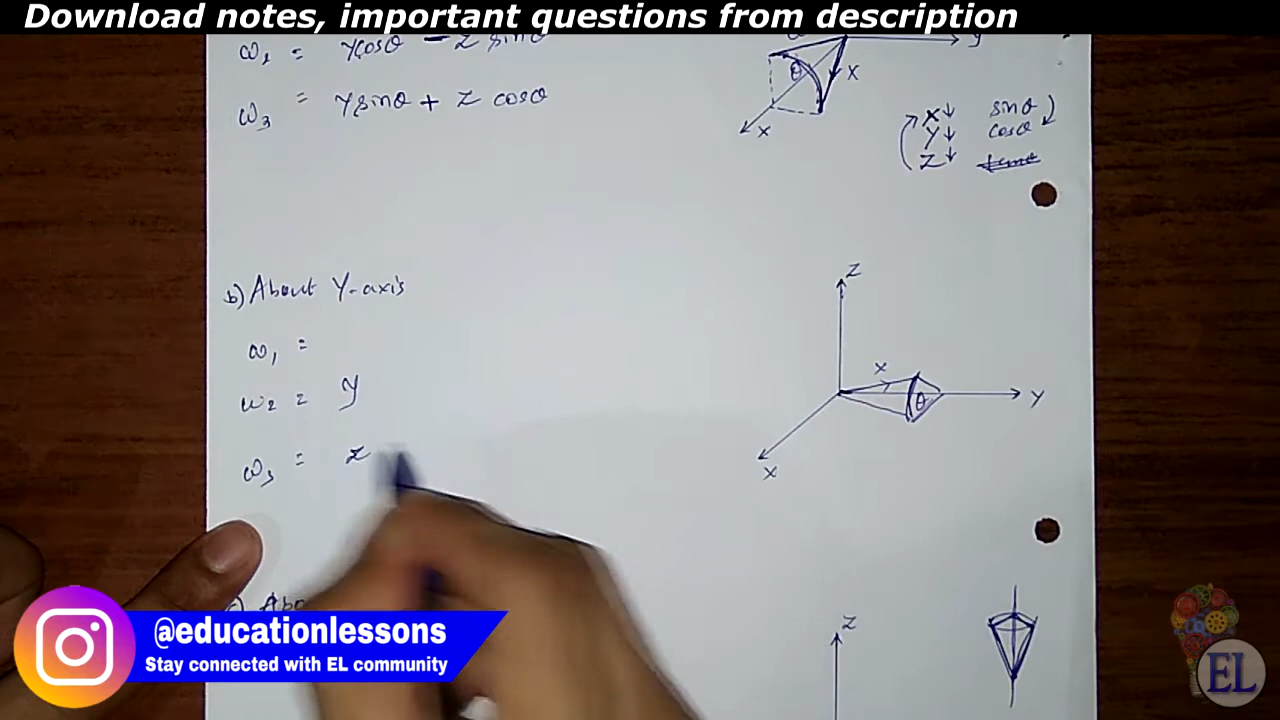 Download notes, important questions from description
= ycosθ - z sinθ
ω3 = ysinθ + z cosθ
y
θ
X
X
X↓ sinθ
Y↓ cosθ
Z↓
b) About Y-axis
ω1 =
ω2 = y
ω3 = z
Z
X
θ
Y
X
Z
@educationlessons
Stay connected with EL community
EL